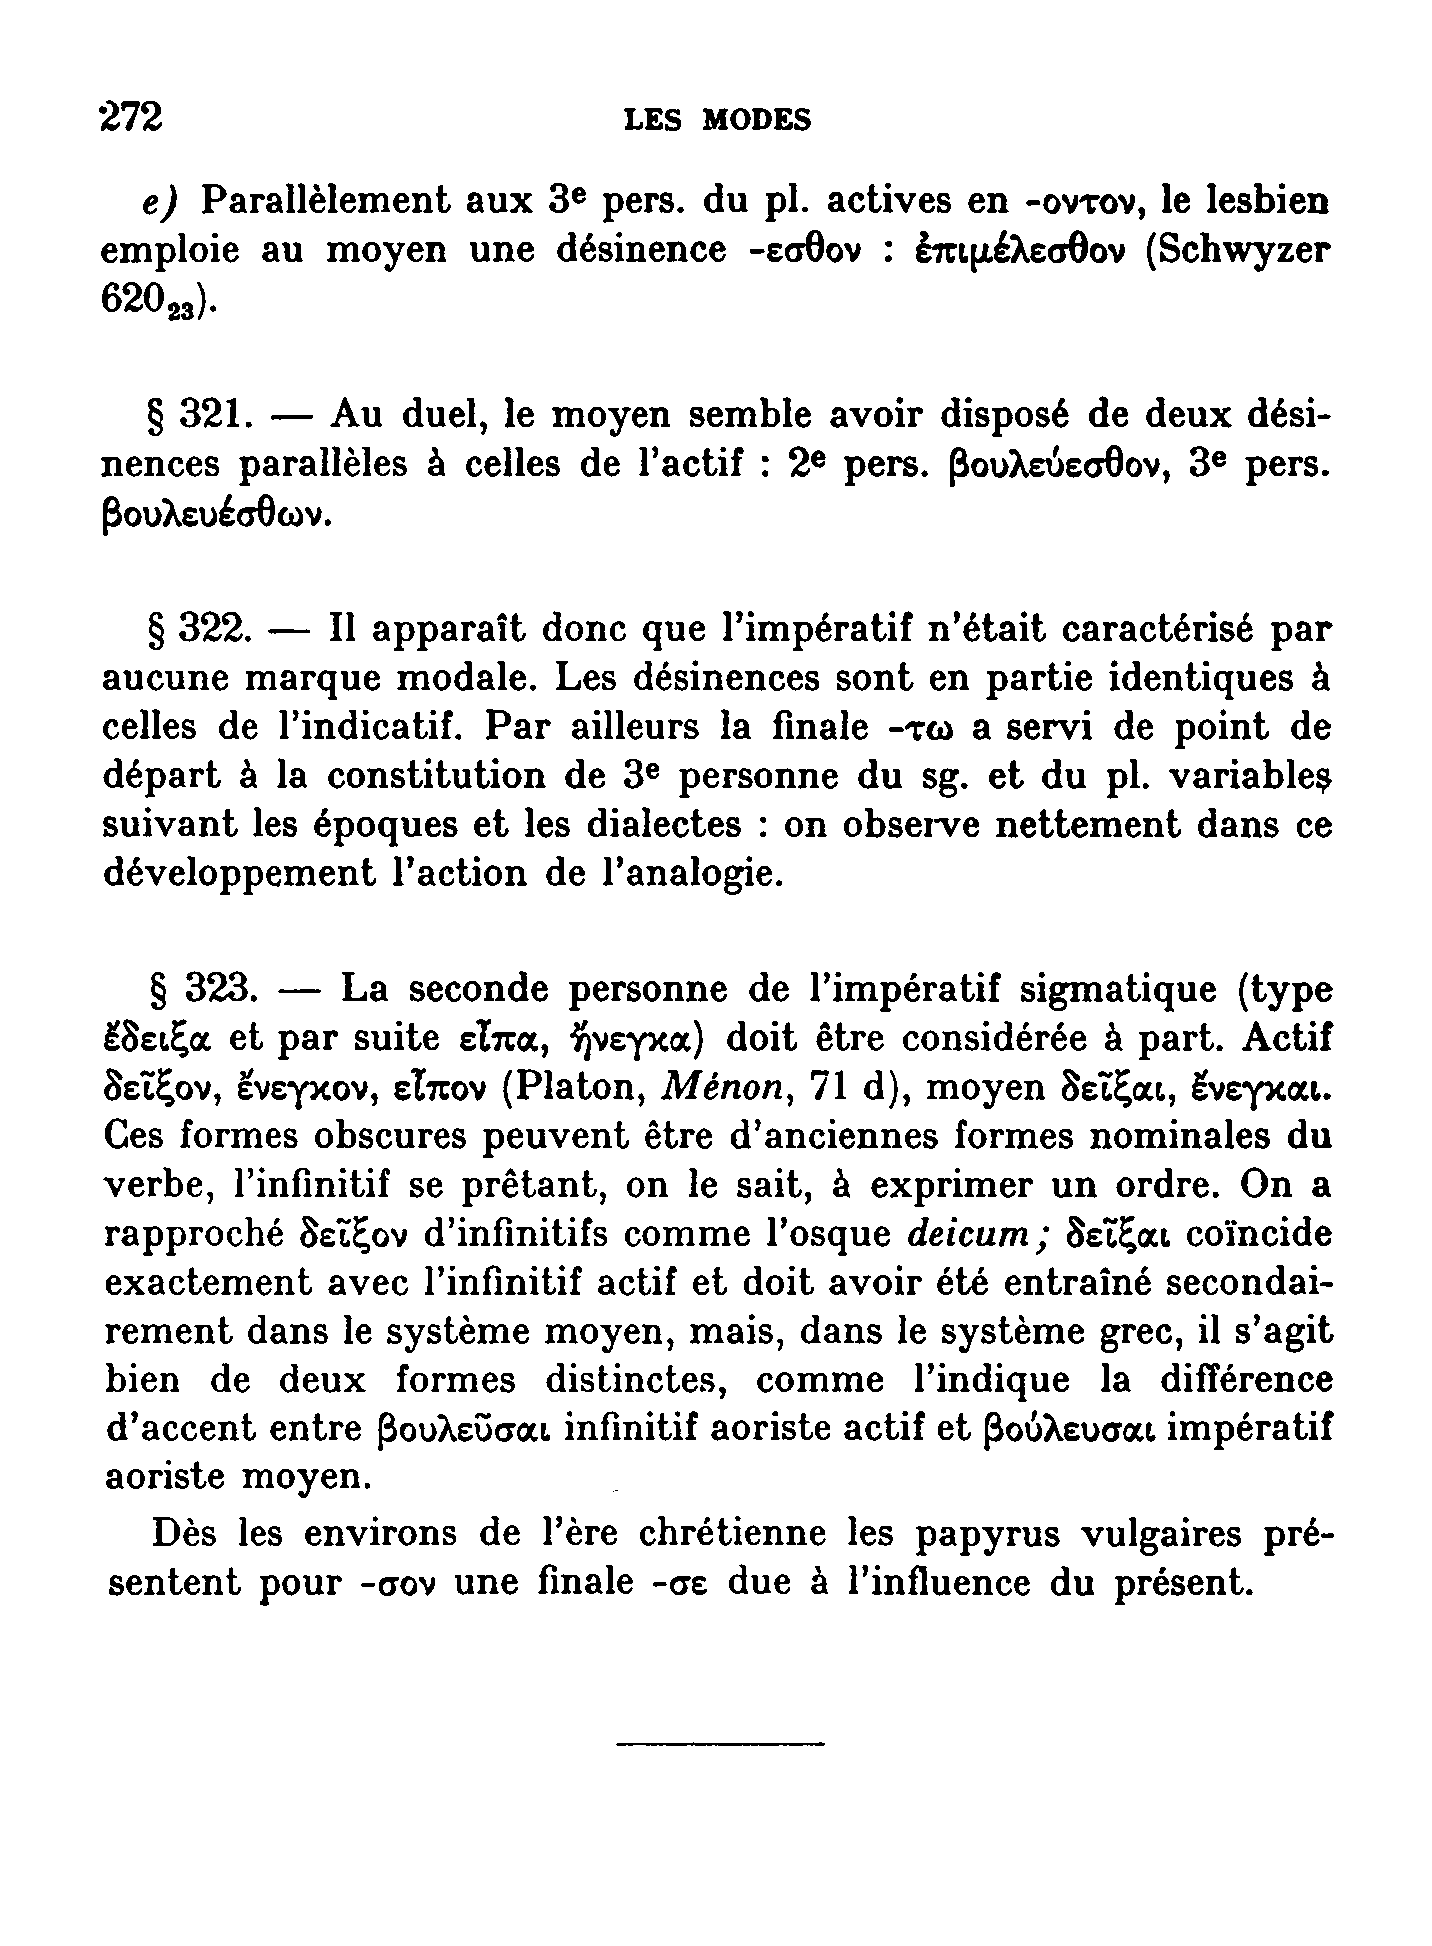 272
LES MODES
e) Parallèlement aux 3e pers. du pl. actives en -οντον, le lesbien
emploie au moyen une désinence -εσθον : ἐπιμέλεσθον (Schwyzer
620₂₃).
§ 321. — Au duel, le moyen semble avoir disposé de deux dési-
nences parallèles à celles de l'actif : 2e pers. βουλεύεσθον, 3e pers.
βουλευέσθων.
§ 322. — Il apparaît donc que l'impératif n'était caractérisé par
aucune marque modale. Les désinences sont en partie identiques à
celles de l'indicatif. Par ailleurs la finale -τω a servi de point de
départ à la constitution de 3e personne du sg. et du pl. variables
suivant les époques et les dialectes : on observe nettement dans ce
développement l'action de l'analogie.
§ 323. — La seconde personne de l'impératif sigmatique (type
ἔδειξα et par suite εἶπα, ἤνεγκα) doit être considérée à part. Actif
δεῖξον, ἔνεγκον, εἶπον (Platon, Ménon, 71 d), moyen δεῖξαι, ἔνεγκαι.
Ces formes obscures peuvent être d'anciennes formes nominales du
verbe, l'infinitif se prêtant, on le sait, à exprimer un ordre. On a
rapproché δεῖξον d'infinitifs comme l'osque deicum ; δεῖξαι coïncide
exactement avec l'infinitif actif et doit avoir été entraîné secondai-
rement dans le système moyen, mais, dans le système grec, il s'agit
bien de deux formes distinctes, comme l'indique la différence
d'accent entre βουλεῦσαι infinitif aoriste actif et βούλευσαι impératif
aoriste moyen.
Dès les environs de l'ère chrétienne les papyrus vulgaires pré-
sentent pour -σον une finale -σε due à l'influence du présent.